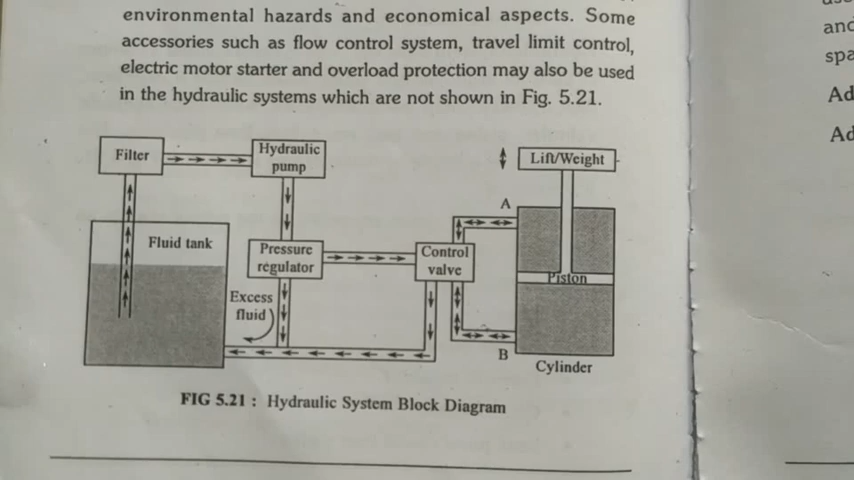 environmental hazards and economical aspects. Some
accessories such as flow control system, travel limit control,
electric motor starter and overload protection may also be used
in the hydraulic systems which are not shown in Fig. 5.21.
Filter
Hydraulic
pump
Lift/Weight
A
Fluid tank
Pressure
regulator
Control
valve
Piston
Excess
fluid
B
Cylinder
FIG 5.21 : Hydraulic System Block Diagram
and
Ad
Ad